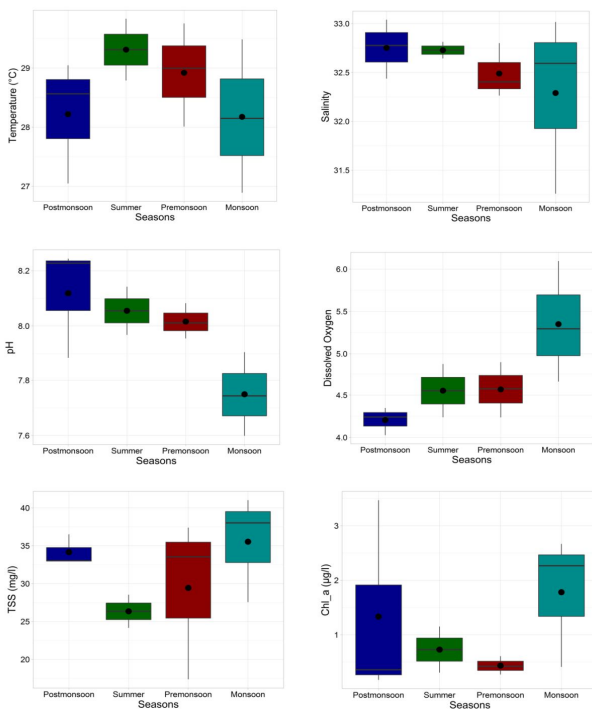 Temperature (°C)
29
28
27
Postmonsoon Summer Premonsoon Monsoon
Seasons
Salinity
33.0
32.5
32.0
31.5
Postmonsoon Summer Premonsoon Monsoon
Seasons
pH
8.2
8.0
7.8
7.6
Postmonsoon Summer Premonsoon Monsoon
Seasons
Dissolved Oxygen
6.0
5.5
5.0
4.5
4.0
Postmonsoon Summer Premonsoon Monsoon
Seasons
TSS (mg/l)
40
35
30
25
20
Postmonsoon Summer Premonsoon Monsoon
Seasons
Chl_a (µg/l)
3
2
1
Postmonsoon Summer Premonsoon Monsoon
Seasons